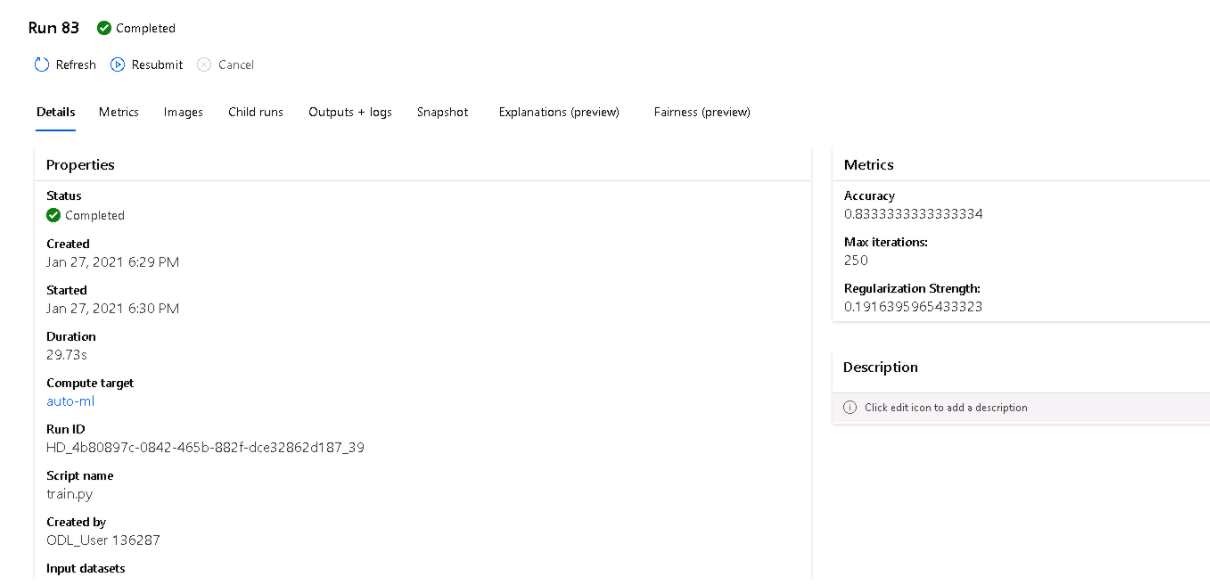 Run 83 Completed
Refresh Resubmit Cancel
Details Metrics Images Child runs Outputs + logs Snapshot Explanations (preview) Fairness (preview)
Properties
Status
Completed
Created
Jan 27, 2021 6:29 PM
Started
Jan 27, 2021 6:30 PM
Duration
29.73s
Compute target
auto-ml
Run ID
HD_4b80897c-0842-465b-882f-dce32862d187_39
Script name
train.py
Created by
ODL_User 136287
Input datasets
Metrics
Accuracy
0.8333333333333334
Max iterations:
250
Regularization Strength:
0.1916395965433323
Description
Click edit icon to add a description